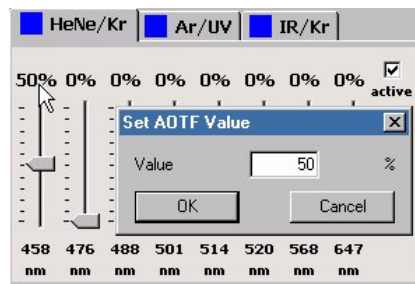 HeNe/Kr Ar/UV IR/Kr
50% 0% 0% 0% 0% 0% 0% 0% active
Set AOTF Value
Value 50 %
OK Cancel
458 476 488 501 514 520 568 647
nm nm nm nm nm nm nm nm